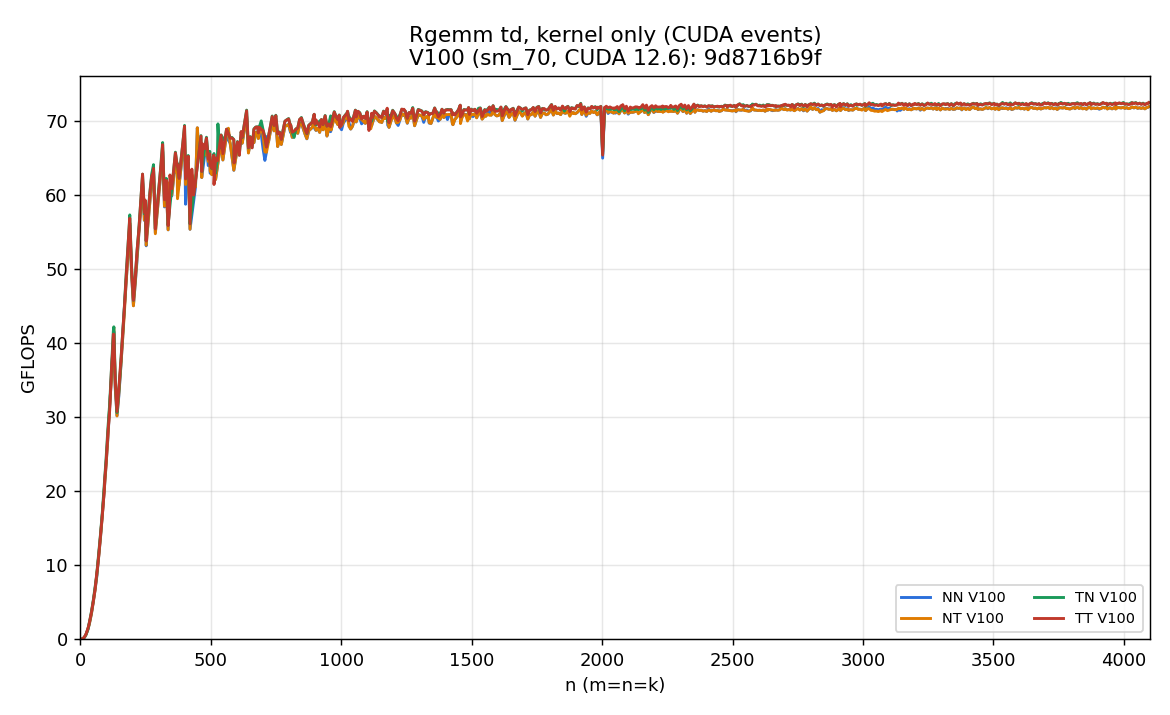 Rgemm td, kernel only (CUDA events)
V100 (sm_70, CUDA 12.6): 9d8716b9f
GFLOPS
70
60
50
40
30
20
10
0
0 500 1000 1500 2000 2500 3000 3500 4000
n (m=n=k)
NN V100 TN V100
NT V100 TT V100